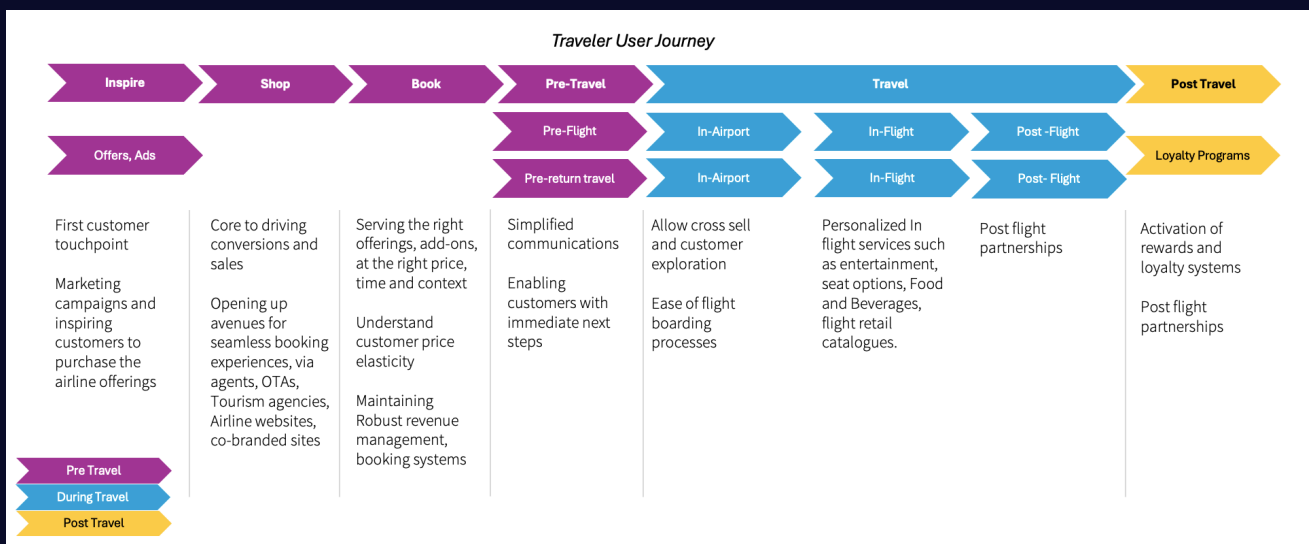 Traveler User Journey
Inspire
Shop
Book
Pre-Travel
Travel
Post Travel
Offers, Ads
Pre-Flight
In-Airport
In-Flight
Post -Flight
Loyalty Programs
Pre-return travel
In-Airport
In-Flight
Post- Flight
First customer
touchpoint
Marketing
campaigns and
inspiring
customers to
purchase the
airline offerings
Core to driving
conversions and
sales
Opening up
avenues for
seamless booking
experiences, via
agents, OTAs,
Tourism agencies,
Airline websites,
co-branded sites
Serving the right
offerings, add-ons,
at the right price,
time and context
Understand
customer price
elasticity
Maintaining
Robust revenue
management,
booking systems
Simplified
communications
Enabling
customers with
immediate next
steps
Allow cross sell
and customer
exploration
Ease of flight
boarding
processes
Personalized In
flight services such
as entertainment,
seat options, Food
and Beverages,
flight retail
catalogues.
Post flight
partnerships
Activation of
rewards and
loyalty systems
Post flight
partnerships
Pre Travel
During Travel
Post Travel